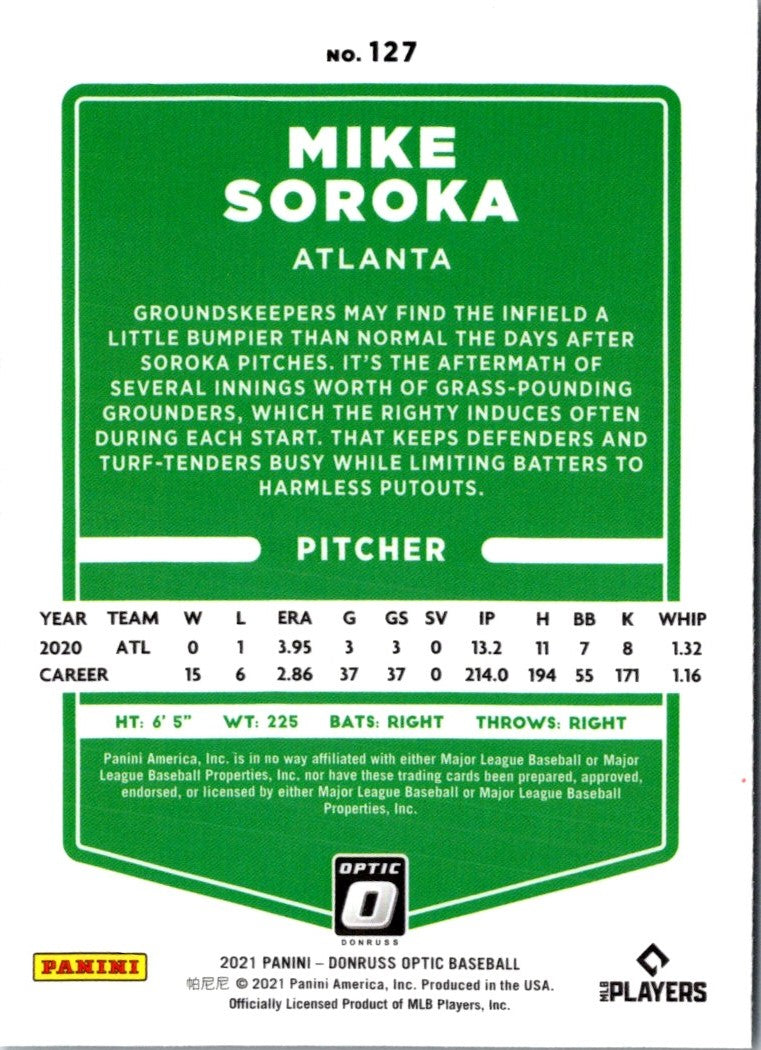 NO. 127
MIKE
SOROKA
ATLANTA
GROUNDSKEEPERS MAY FIND THE INFIELD A
LITTLE BUMPIER THAN NORMAL THE DAYS AFTER
SOROKA PITCHES. IT'S THE AFTERMATH OF
SEVERAL INNINGS WORTH OF GRASS-POUNDING
GROUNDERS, WHICH THE RIGHTY INDUCES OFTEN
DURING EACH START. THAT KEEPS DEFENDERS AND
TURF-TENDERS BUSY WHILE LIMITING BATTERS TO
HARMLESS PUTOUTS.
PITCHER
YEAR TEAM W L ERA G GS SV IP H BB K WHIP
2020 ATL 0 1 3.95 3 3 0 13.2 11 7 8 1.32
CAREER 15 6 2.86 37 37 0 214.0 194 55 171 1.16
HT: 6' 5" WT: 225 BATS: RIGHT THROWS: RIGHT
Panini America, Inc. is in no way affiliated with either Major League Baseball or Major
League Baseball Properties, Inc. nor have these trading cards been prepared, approved,
endorsed, or licensed by either Major League Baseball or Major League Baseball
Properties, Inc.
OPTIC
O
DONRUSS
PANINI
2021 PANINI – DONRUSS OPTIC BASEBALL
帕尼尼 © 2021 Panini America, Inc. Produced in the USA.
Officially Licensed Product of MLB Players, Inc.
MLB PLAYERS